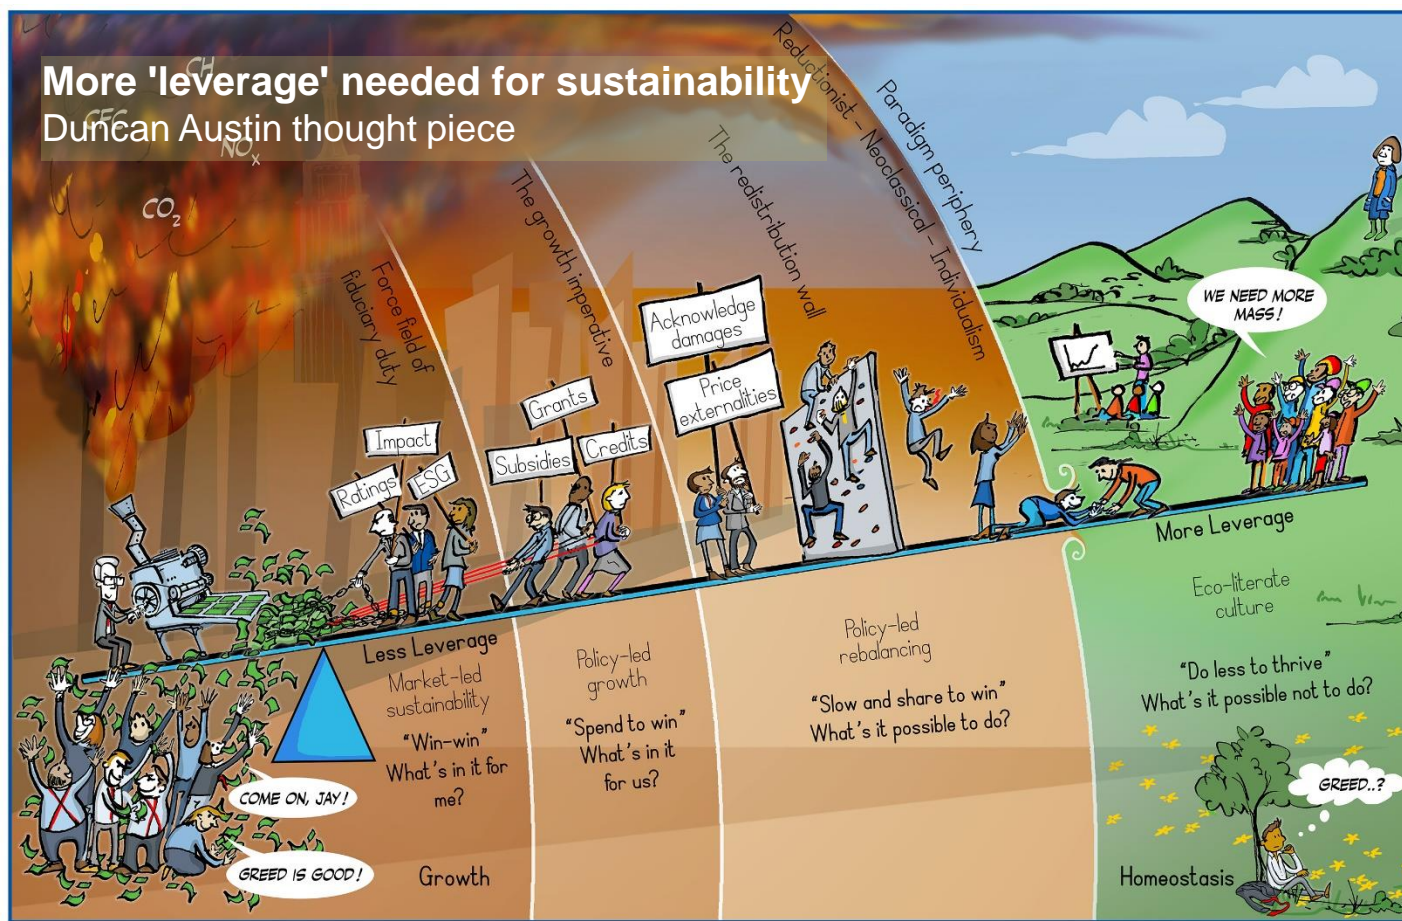 More 'leverage' needed for sustainability
Duncan Austin thought piece
CH
CFC
NOx
CO2
Force field of
fiduciary duty
The growth imperative
The redistribution wall
Reductionist – Neoclassical – Individualism
Paradigm periphery
WE NEED MORE
MASS!
Acknowledge
damages
Price
externalities
Grants
Subsidies
Credits
Impact
Ratings
ESG
More Leverage
Less Leverage
Market-led
sustainability
"Win-win"
What's in it for
me?
Policy-led
growth
"Spend to win"
What's in it
for us?
Policy-led
rebalancing
"Slow and share to win"
What's it possible to do?
Eco-literate
culture
"Do less to thrive"
What's it possible not to do?
COME ON, JAY!
GREED IS GOOD!
GREED..?
Growth
Homeostasis